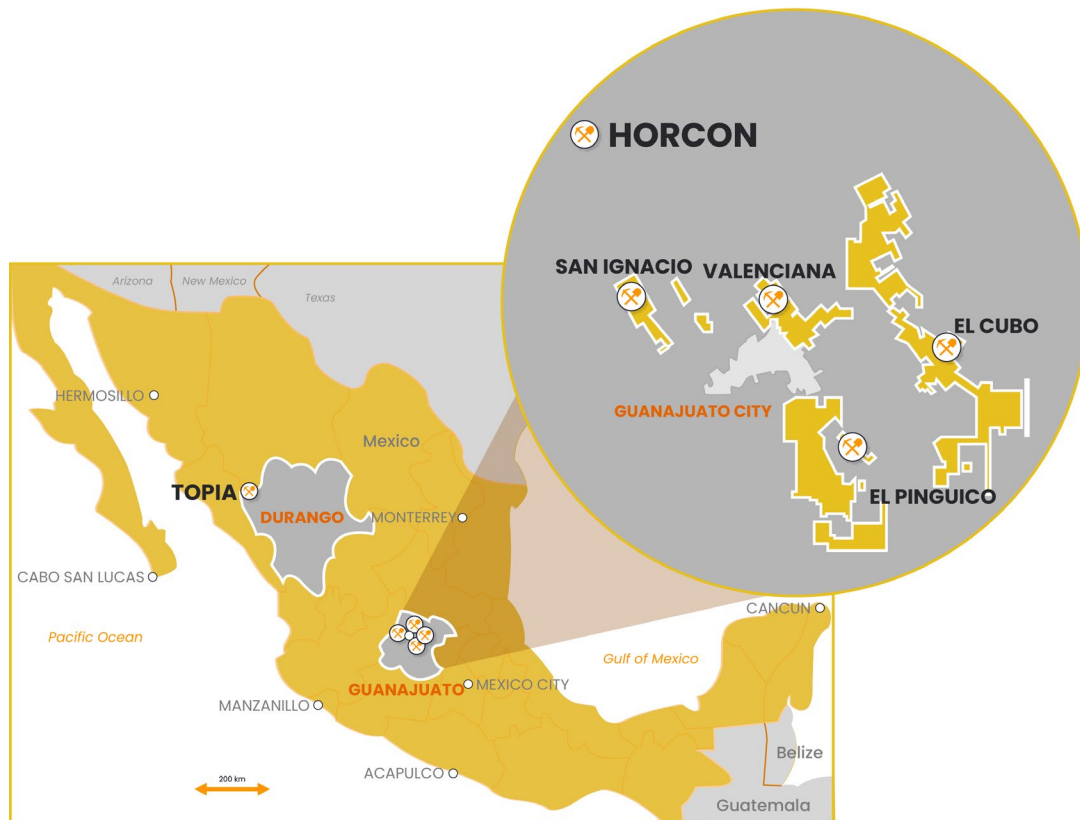 HORCON
SAN IGNACIO
VALENCIANA
EL CUBO
GUANAJUATO CITY
EL PINGUICO
Arizona
New Mexico
Texas
HERMOSILLO
Mexico
TOPIA
DURANGO
MONTERREY
CABO SAN LUCAS
CANCUN
Pacific Ocean
Gulf of Mexico
GUANAJUATO
MEXICO CITY
MANZANILLO
ACAPULCO
200 km
Belize
Guatemala